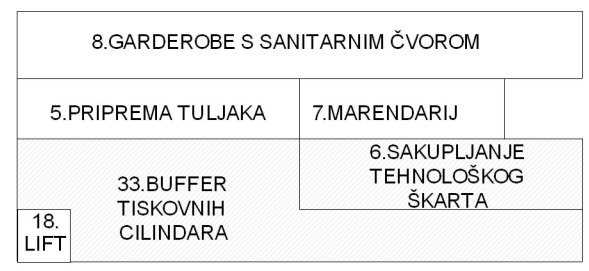 8.GARDEROBE S SANITARNIM ČVOROM
5.PRIPREMA TULJAKA
7.MARENDARIJ
6.SAKUPLJANJE
TEHNOLOŠKOG
ŠKARTA
33.BUFFER
TISKOVNIH
CILINDARA
18.
LIFT